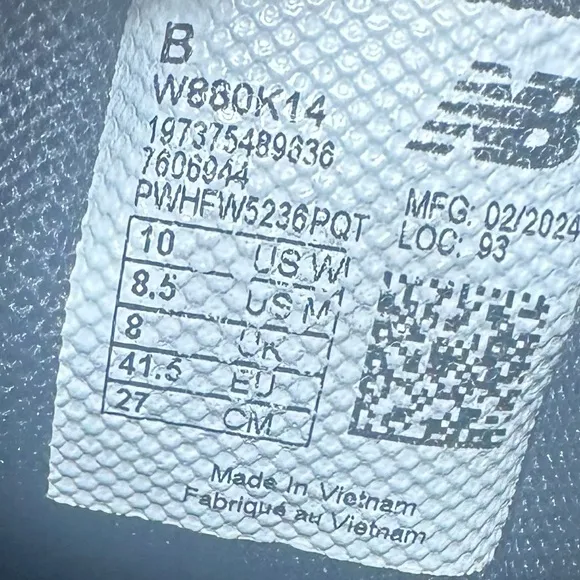 B
W880K14
197375489636
7606944
PWHFW5236PQT
NB
MFG. 02/2024
LOC: 93
10 US W
8.5 US M
8 UK
41.5 EU
27 CM
Made In Vietnam
Fabriqué au Vietnam